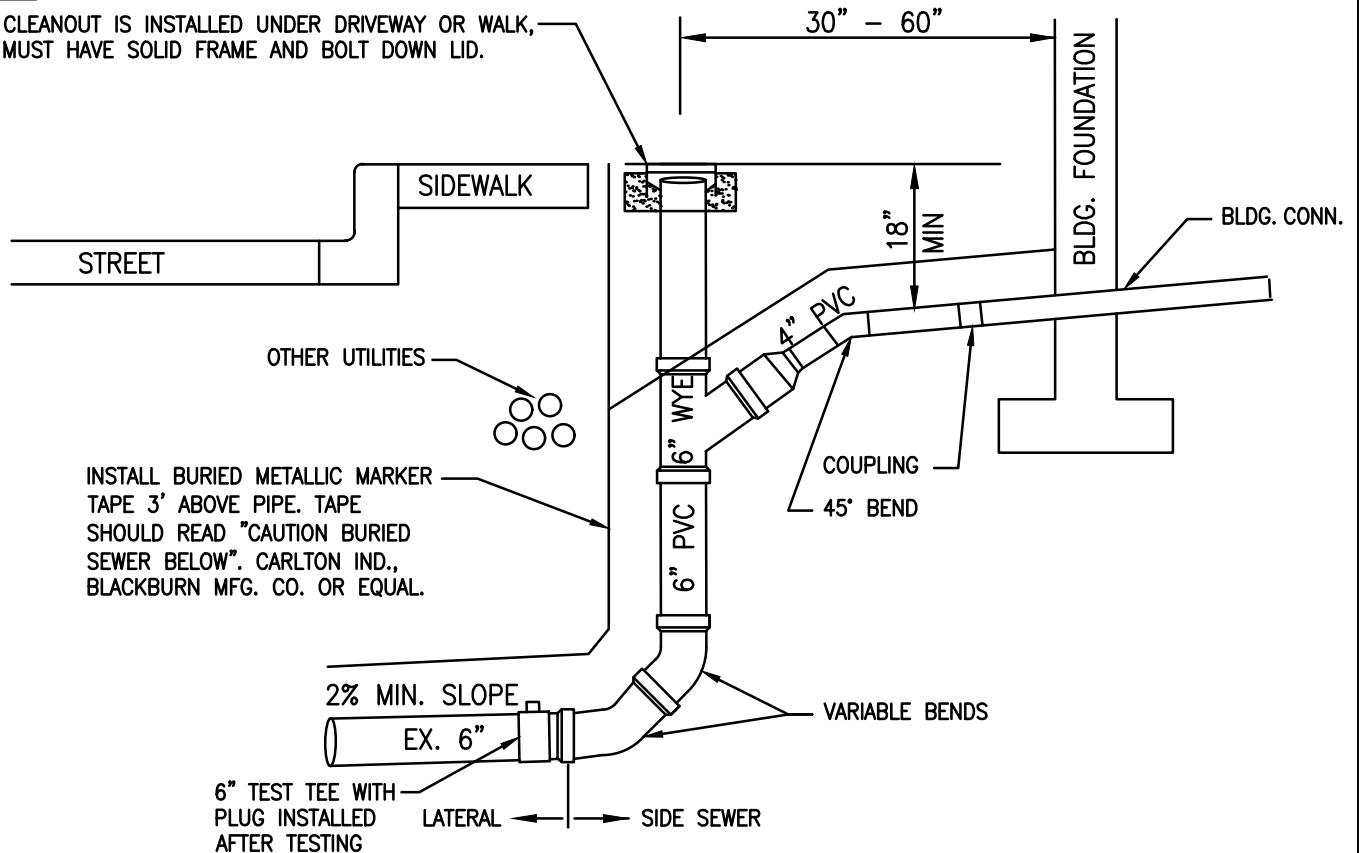 CLEANOUT IS INSTALLED UNDER DRIVEWAY OR WALK,
MUST HAVE SOLID FRAME AND BOLT DOWN LID.
30" - 60"
BLDG. FOUNDATION
SIDEWALK
STREET
18"
MIN
BLDG. CONN.
4" PVC
OTHER UTILITIES
6" WYE
COUPLING
45° BEND
INSTALL BURIED METALLIC MARKER
TAPE 3' ABOVE PIPE. TAPE
SHOULD READ "CAUTION BURIED
SEWER BELOW". CARLTON IND.,
BLACKBURN MFG. CO. OR EQUAL.
6" PVC
2% MIN. SLOPE
EX. 6"
VARIABLE BENDS
6" TEST TEE WITH
PLUG INSTALLED
AFTER TESTING
LATERAL
SIDE SEWER